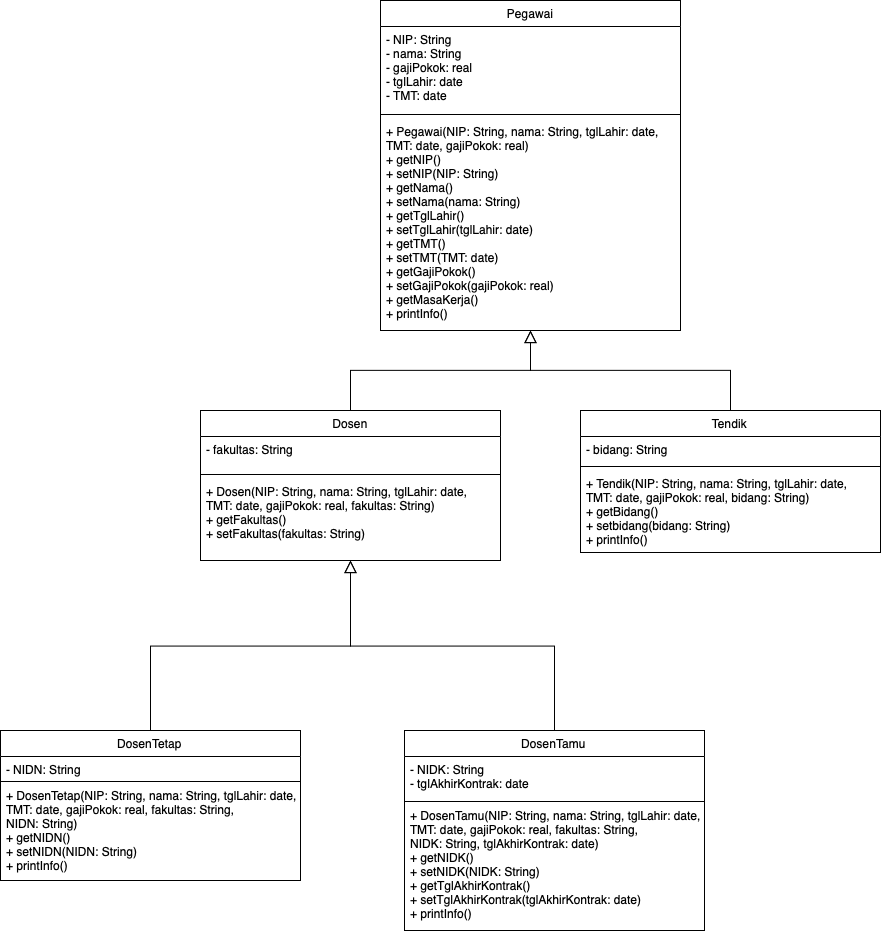 Pegawai
- NIP: String
- nama: String
- gajiPokok: real
- tglLahir: date
- TMT: date
+ Pegawai(NIP: String, nama: String, tglLahir: date,
TMT: date, gajiPokok: real)
+ getNIP()
+ setNIP(NIP: String)
+ getNama()
+ setNama(nama: String)
+ getTglLahir()
+ setTglLahir(tglLahir: date)
+ getTMT()
+ setTMT(TMT: date)
+ getGajiPokok()
+ setGajiPokok(gajiPokok: real)
+ getMasaKerja()
+ printInfo()
Dosen
- fakultas: String
+ Dosen(NIP: String, nama: String, tglLahir: date,
TMT: date, gajiPokok: real, fakultas: String)
+ getFakultas()
+ setFakultas(fakultas: String)
Tendik
- bidang: String
+ Tendik(NIP: String, nama: String, tglLahir: date,
TMT: date, gajiPokok: real, bidang: String)
+ getBidang()
+ setbidang(bidang: String)
+ printInfo()
DosenTetap
- NIDN: String
+ DosenTetap(NIP: String, nama: String, tglLahir: date,
TMT: date, gajiPokok: real, fakultas: String,
NIDN: String)
+ getNIDN()
+ setNIDN(NIDN: String)
+ printInfo()
DosenTamu
- NIDK: String
- tglAkhirKontrak: date
+ DosenTamu(NIP: String, nama: String, tglLahir: date,
TMT: date, gajiPokok: real, fakultas: String,
NIDK: String, tglAkhirKontrak: date)
+ getNIDK()
+ setNIDK(NIDK: String)
+ getTglAkhirKontrak()
+ setTglAkhirKontrak(tglAkhirKontrak: date)
+ printInfo()